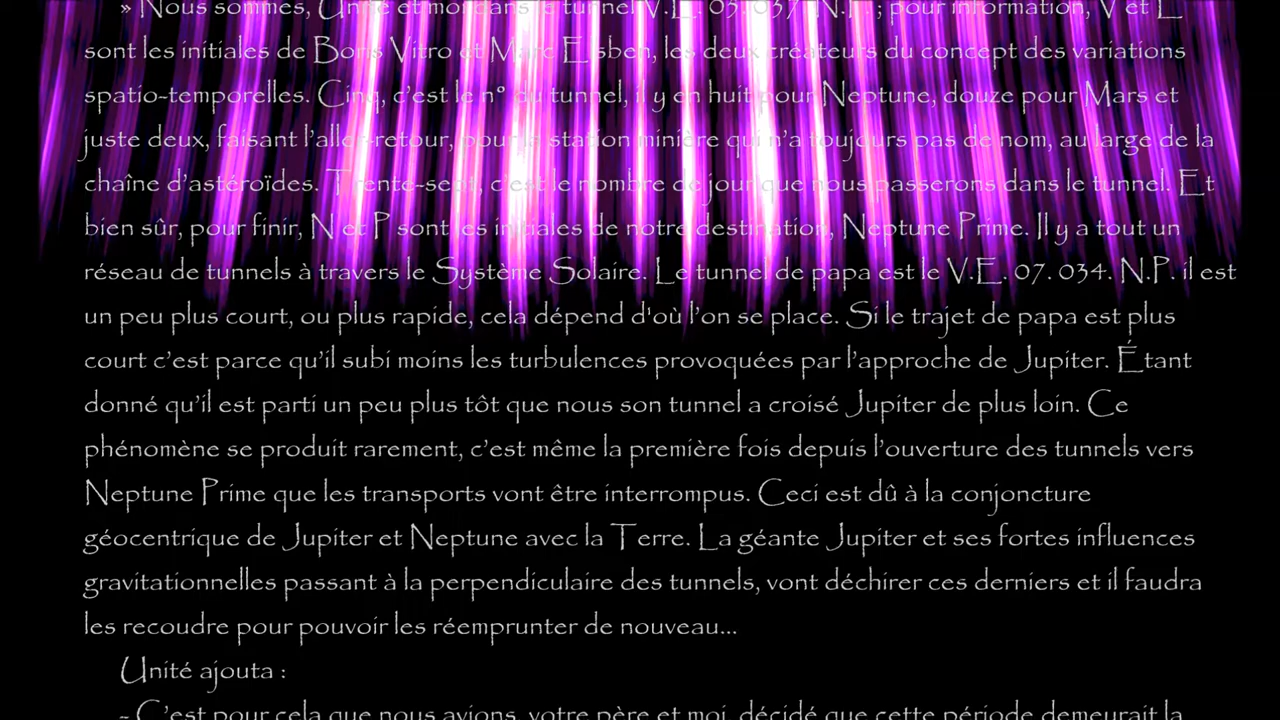 » Nous sommes, Unité et moi dans le tunnel V.E. 05. 037. N.P. ; pour information, V et E
sont les initiales de Boris Vitro et Marc Elsben, les deux créateurs du concept des variations
spatio-temporelles. Cinq, c’est le n° du tunnel, il y en huit pour Neptune, douze pour Mars et
juste deux, faisant l’aller-retour, pour la station minière qui n’a toujours pas de nom, au large de la
chaîne d’astéroïdes. Trente-sept, c’est le nombre de jour que nous passerons dans le tunnel. Et
bien sûr, pour finir, N et P sont les initiales de notre destination, Neptune Prime. Il y a tout un
réseau de tunnels à travers le Système Solaire. Le tunnel de papa est le V.E. 07. 034. N.P. il est
un peu plus court, ou plus rapide, cela dépend d'où l’on se place. Si le trajet de papa est plus
court c’est parce qu’il subi moins les turbulences provoquées par l’approche de Jupiter. Étant
donné qu’il est parti un peu plus tôt que nous son tunnel a croisé Jupiter de plus loin. Ce
phénomène se produit rarement, c’est même la première fois depuis l’ouverture des tunnels vers
Neptune Prime que les transports vont être interrompus. Ceci est dû à la conjoncture
géocentrique de Jupiter et Neptune avec la Terre. La géante Jupiter et ses fortes influences
gravitationnelles passant à la perpendiculaire des tunnels, vont déchirer ces derniers et il faudra
les recoudre pour pouvoir les réemprunter de nouveau...
Unité ajouta :
- C’est pour cela que nous avions, votre père et moi, décidé que cette période demeurait la